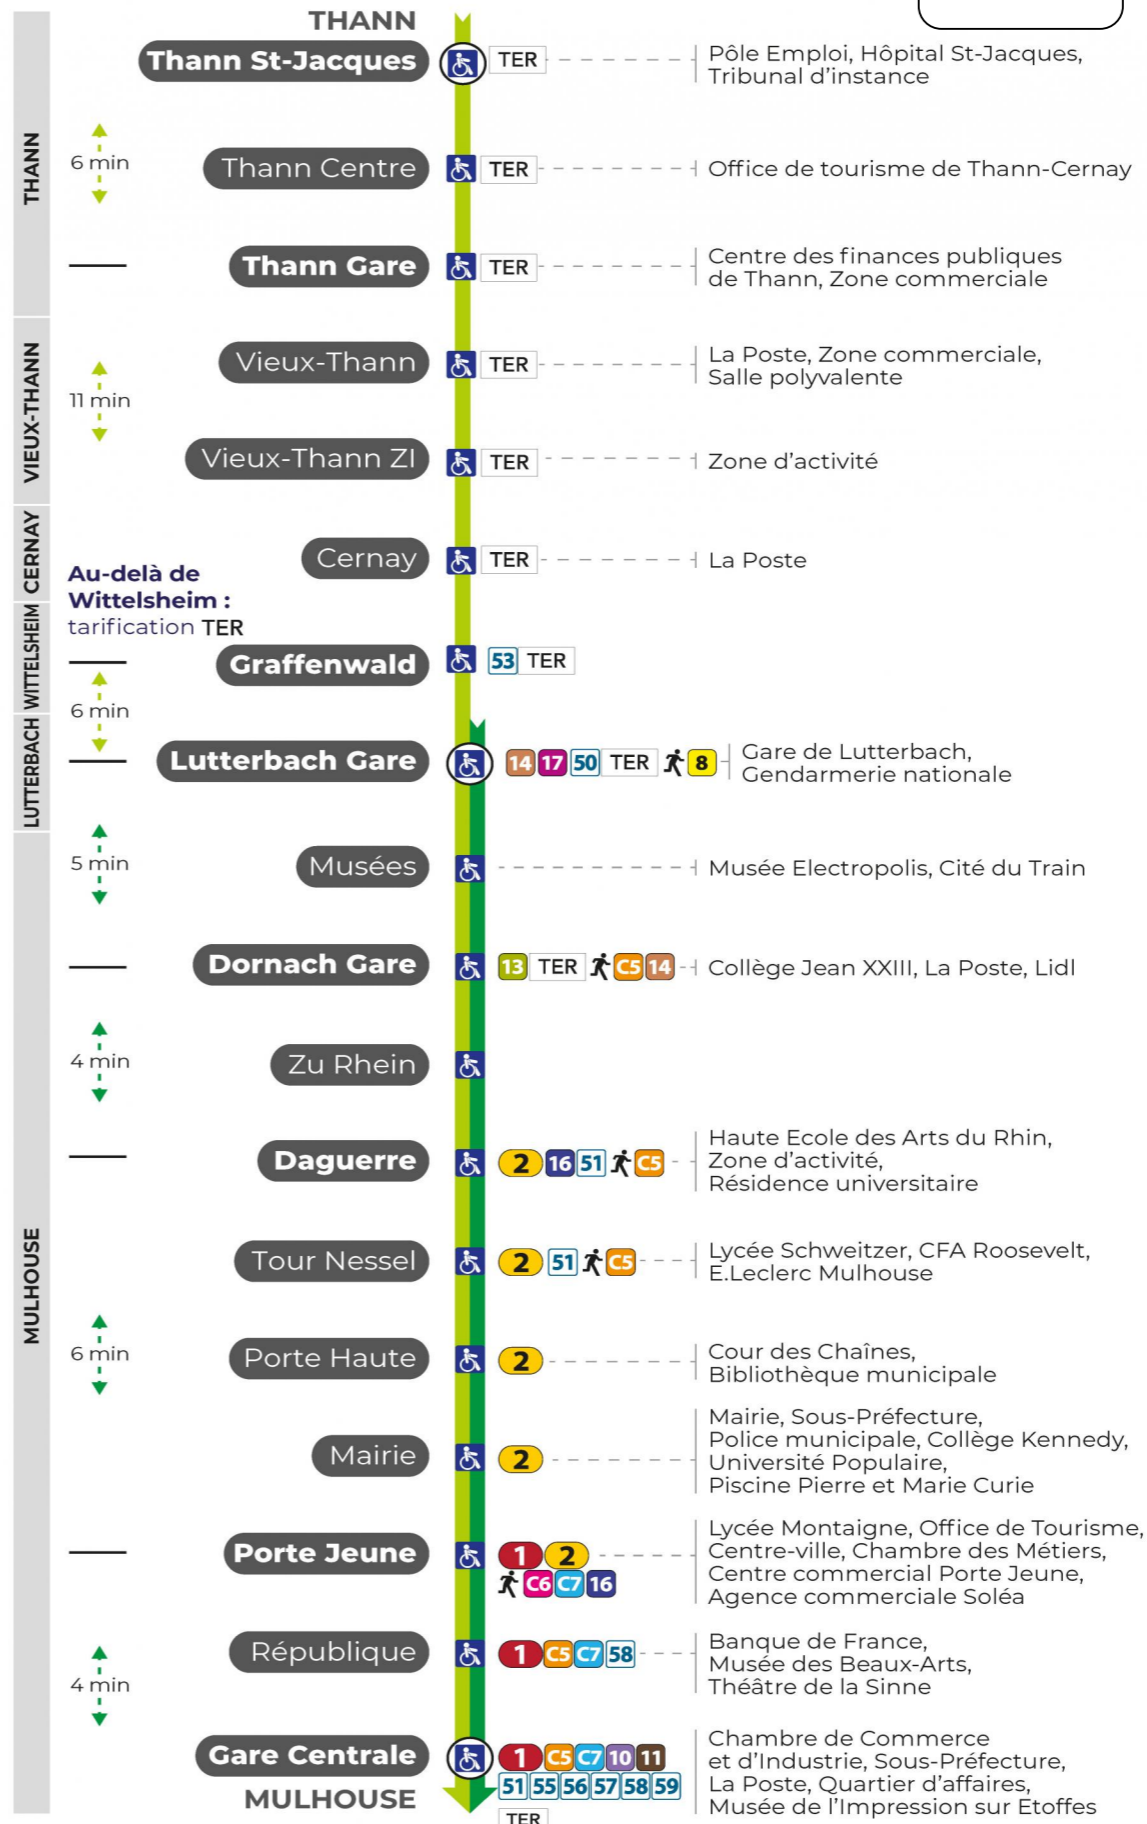 THANN
Thann St-Jacques TER Pôle Emploi, Hôpital St-Jacques,
Tribunal d'instance
THANN
6 min
Thann Centre TER Office de tourisme de Thann-Cernay
Thann Gare TER Centre des finances publiques
de Thann, Zone commerciale
VIEUX-THANN
Vieux-Thann TER La Poste, Zone commerciale,
Salle polyvalente
11 min
Vieux-Thann ZI TER Zone d'activité
CERNAY
Cernay TER La Poste
Au-delà de
Wittelsheim :
tarification TER
WITTELSHEIM
Graffenwald 53 TER
6 min
LUTTERBACH
Lutterbach Gare 14 17 50 TER 8 Gare de Lutterbach,
Gendarmerie nationale
MULHOUSE
5 min
Musées Musée Electropolis, Cité du Train
Dornach Gare 13 TER C5 14 Collège Jean XXIII, La Poste, Lidl
4 min
Zu Rhein
Daguerre 2 16 51 C5 Haute Ecole des Arts du Rhin,
Zone d'activité,
Résidence universitaire
Tour Nessel 2 51 C5 Lycée Schweitzer, CFA Roosevelt,
E.Leclerc Mulhouse
6 min
Porte Haute 2 Cour des Chaînes,
Bibliothèque municipale
Mairie 2 Mairie, Sous-Préfecture,
Police municipale, Collège Kennedy,
Université Populaire,
Piscine Pierre et Marie Curie
Porte Jeune 1 2 Lycée Montaigne, Office de Tourisme,
Centre-ville, Chambre des Métiers,
C6 C7 16 Centre commercial Porte Jeune,
Agence commerciale Soléa
République 1 C5 C7 58 Banque de France,
Musée des Beaux-Arts,
Théâtre de la Sinne
4 min
Gare Centrale 1 C5 C7 10 11 Chambre de Commerce
et d'Industrie, Sous-Préfecture,
51 55 56 57 58 59 La Poste, Quartier d'affaires,
MULHOUSE Musée de l'Impression sur Etoffes
TER